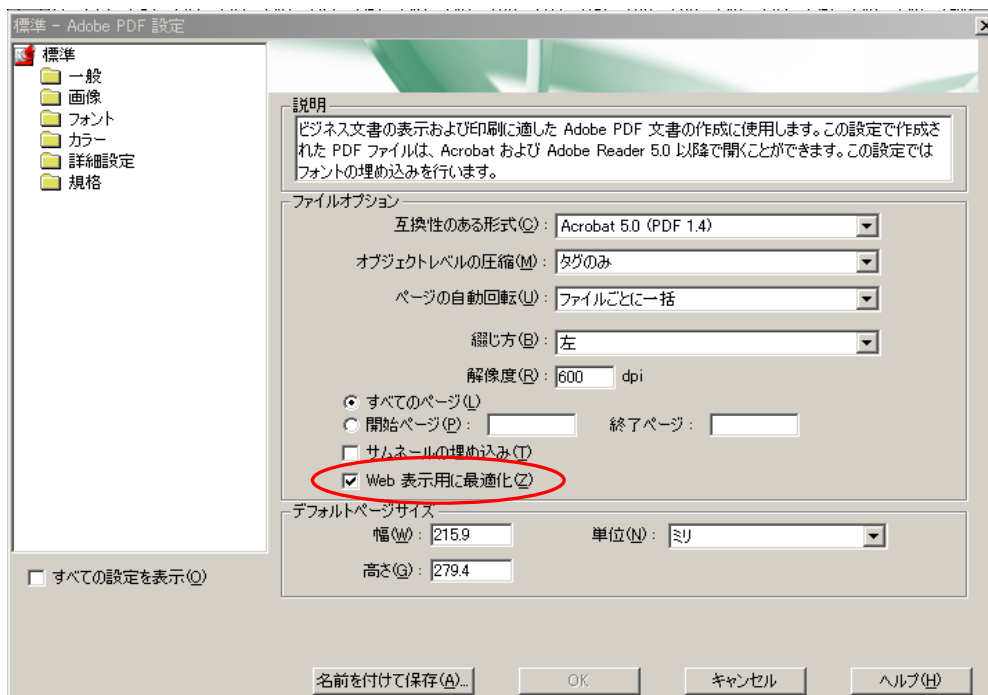 標準 - Adobe PDF 設定
標準
一般
画像
フォント
カラー
詳細設定
規格
説明
ビジネス文書の表示および印刷に適した Adobe PDF 文書の作成に使用します。この設定で作成さ
れた PDF ファイルは、Acrobat および Adobe Reader 5.0 以降で開くことができます。この設定では
フォントの埋め込みを行います。
ファイルオプション
互換性のある形式(C): Acrobat 5.0 (PDF 1.4)
オブジェクトレベルの圧縮(M): タグのみ
ページの自動回転(U): ファイルごとに一括
綴じ方(B): 左
解像度(R): 600 dpi
すべてのページ(L)
開始ページ(P): 終了ページ:
サムネールの埋め込み(T)
Web 表示用に最適化(Z)
デフォルトページサイズ
幅(W): 215.9 単位(N): ミリ
高さ(G): 279.4
すべての設定を表示(O)
名前を付けて保存(A)... OK キャンセル ヘルプ(H)